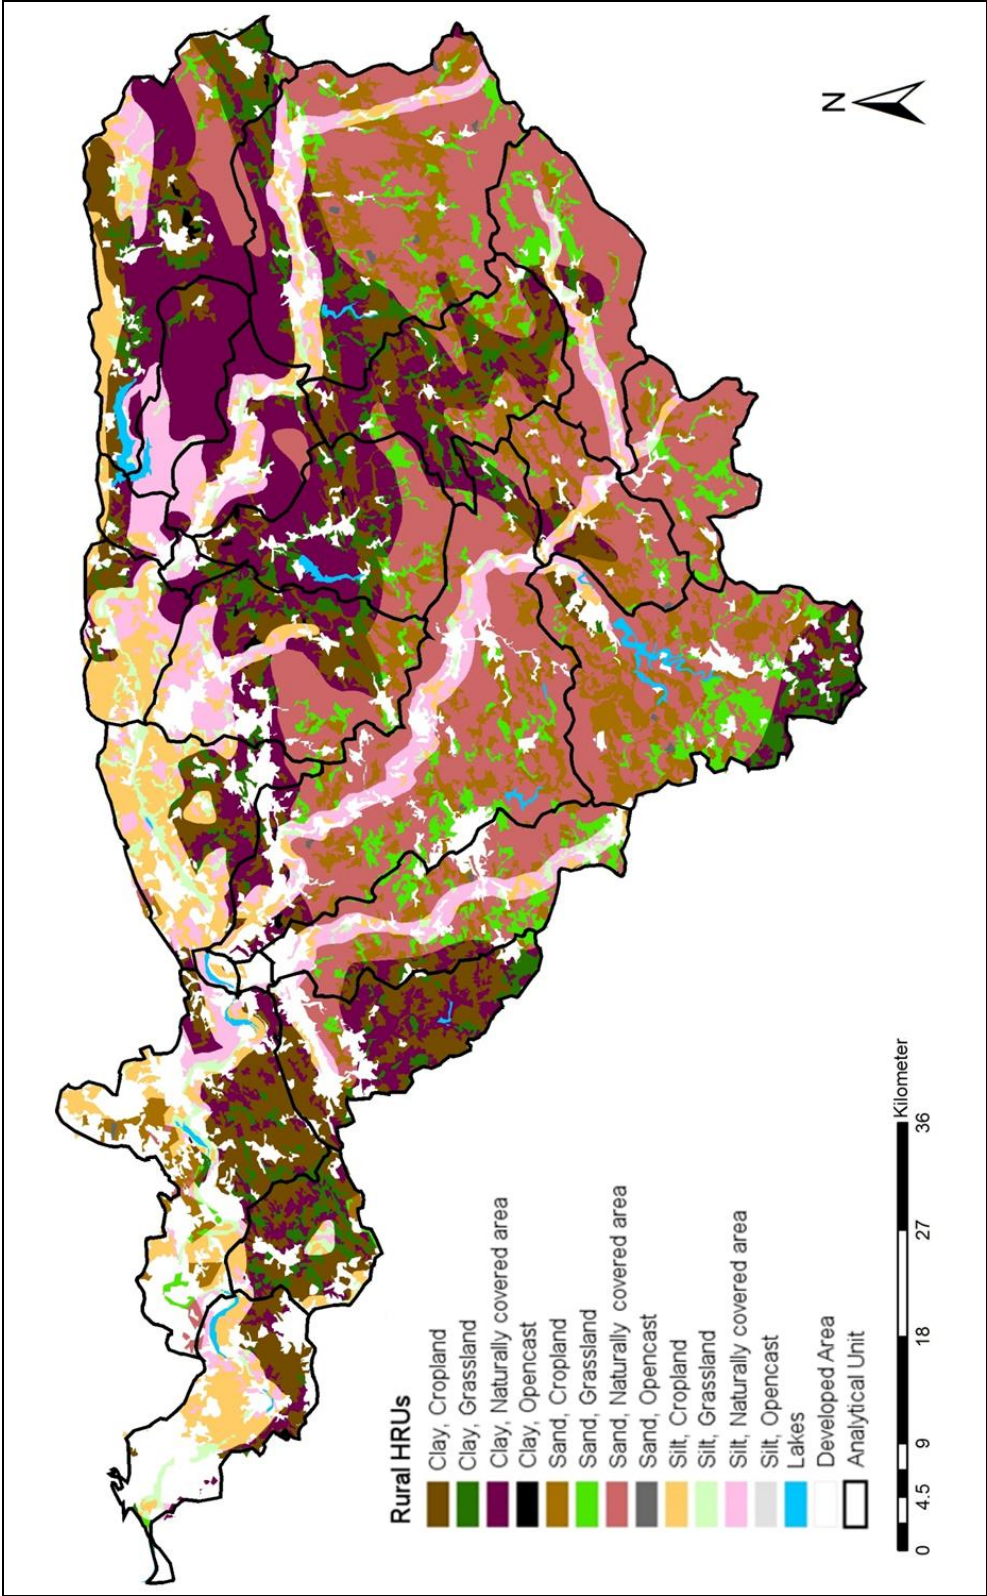 N
Rural HRUs
Clay, Cropland
Clay, Grassland
Clay, Naturally covered area
Clay, Opencast
Sand, Cropland
Sand, Grassland
Sand, Naturally covered area
Sand, Opencast
Silt, Cropland
Silt, Grassland
Silt, Naturally covered area
Silt, Opencast
Lakes
Developed Area
Analytical Unit
0 4.5 9 18 27 36
Kilometer